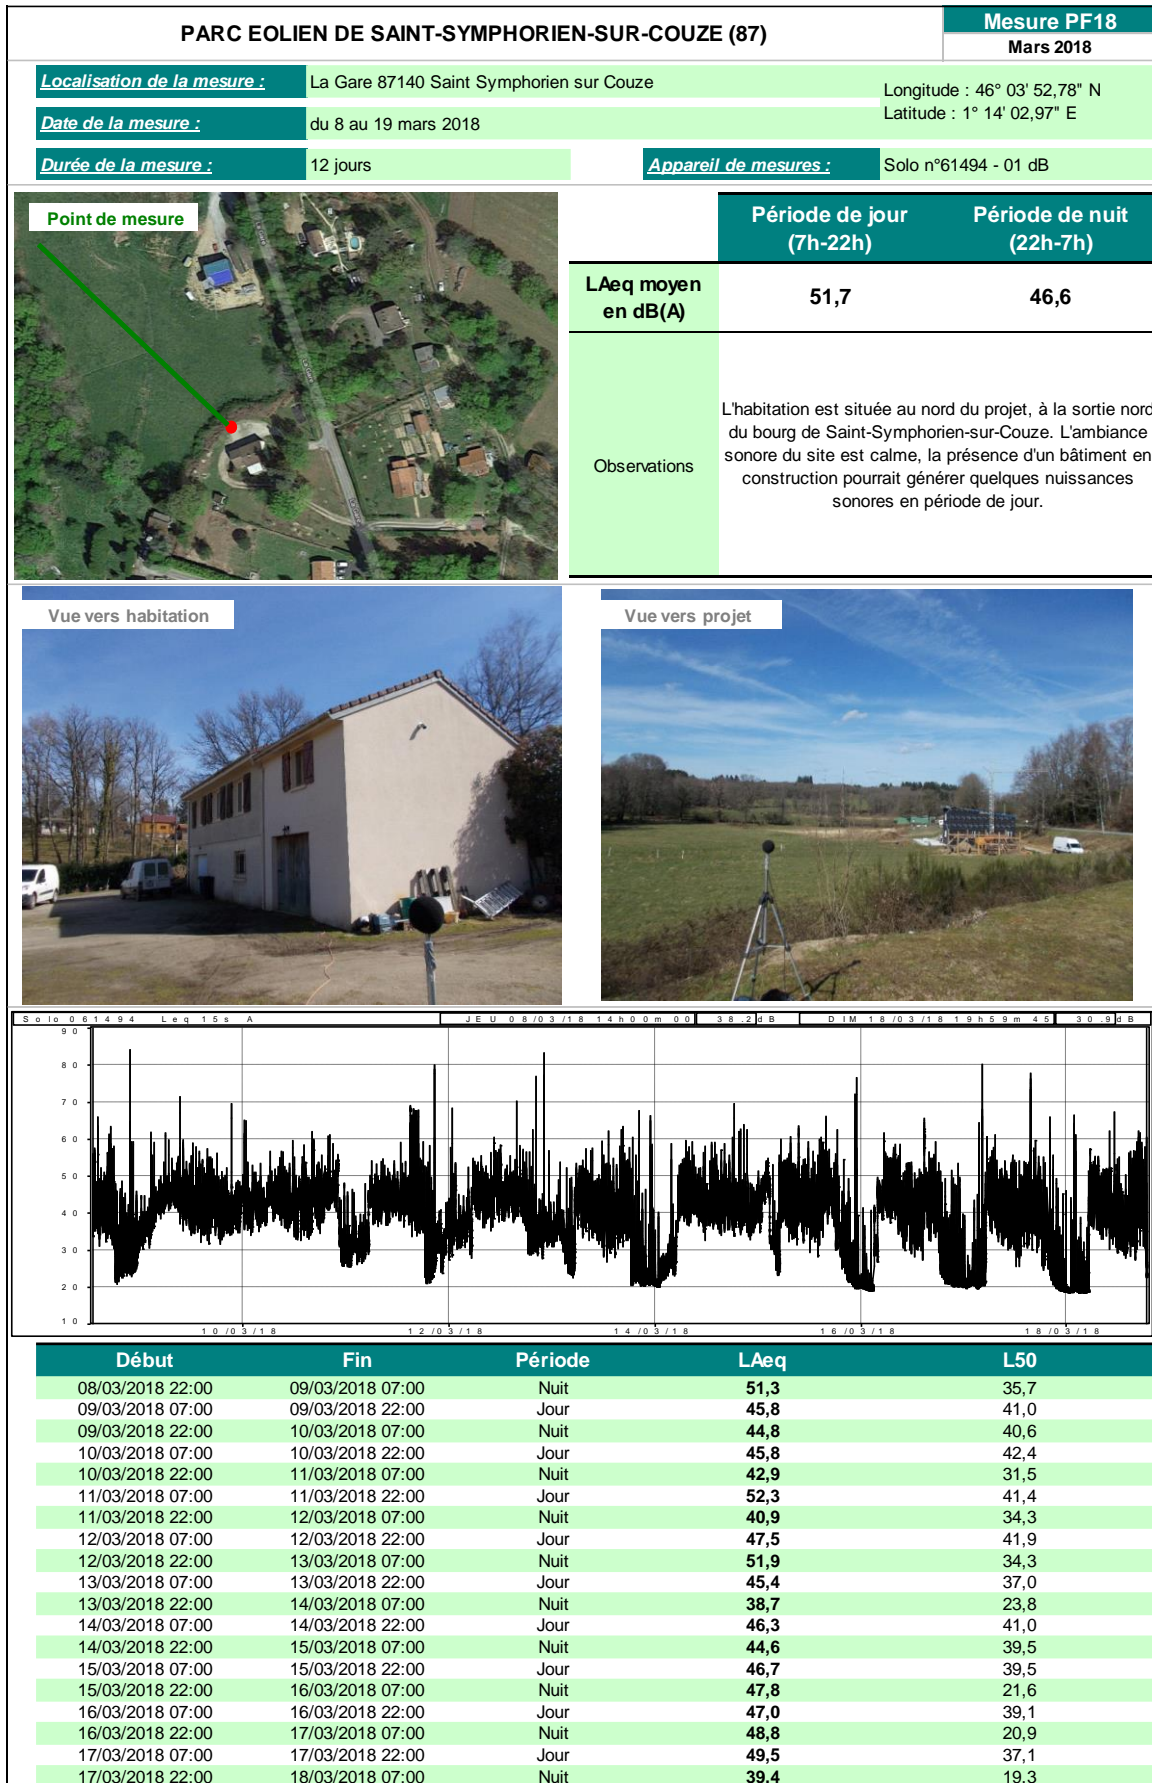 PARC EOLIEN DE SAINT-SYMPHORIEN-SUR-COUZE (87)
Mesure PF18
Mars 2018
Localisation de la mesure :
La Gare 87140 Saint Symphorien sur Couze
Longitude : 46° 03' 52,78" N
Latitude : 1° 14' 02,97" E
Date de la mesure :
du 8 au 19 mars 2018
Durée de la mesure :
12 jours
Appareil de mesures :
Solo n°61494 - 01 dB
Point de mesure
Période de jour
(7h-22h)
Période de nuit
(22h-7h)
LAeq moyen
en dB(A)
51,7
46,6
Observations
L'habitation est située au nord du projet, à la sortie nord
du bourg de Saint-Symphorien-sur-Couze. L'ambiance
sonore du site est calme, la présence d'un bâtiment en
construction pourrait générer quelques nuissances
sonores en période de jour.
Vue vers habitation
Vue vers projet
Solo 061494 Leq 15s A JEU 08/03/18 14h00m00 38.2dB DIM 18/03/18 19h59m45 30.9dB
90
80
70
60
50
40
30
20
10
10/03/18 12/03/18 14/03/18 16/03/18 18/03/18
Début Fin Période LAeq L50
08/03/2018 22:00 09/03/2018 07:00 Nuit 51,3 35,7
09/03/2018 07:00 09/03/2018 22:00 Jour 45,8 41,0
09/03/2018 22:00 10/03/2018 07:00 Nuit 44,8 40,6
10/03/2018 07:00 10/03/2018 22:00 Jour 45,8 42,4
10/03/2018 22:00 11/03/2018 07:00 Nuit 42,9 31,5
11/03/2018 07:00 11/03/2018 22:00 Jour 52,3 41,4
11/03/2018 22:00 12/03/2018 07:00 Nuit 40,9 34,3
12/03/2018 07:00 12/03/2018 22:00 Jour 47,5 41,9
12/03/2018 22:00 13/03/2018 07:00 Nuit 51,9 34,3
13/03/2018 07:00 13/03/2018 22:00 Jour 45,4 37,0
13/03/2018 22:00 14/03/2018 07:00 Nuit 38,7 23,8
14/03/2018 07:00 14/03/2018 22:00 Jour 46,3 41,0
14/03/2018 22:00 15/03/2018 07:00 Nuit 44,6 39,5
15/03/2018 07:00 15/03/2018 22:00 Jour 46,7 39,5
15/03/2018 22:00 16/03/2018 07:00 Nuit 47,8 21,6
16/03/2018 07:00 16/03/2018 22:00 Jour 47,0 39,1
16/03/2018 22:00 17/03/2018 07:00 Nuit 48,8 20,9
17/03/2018 07:00 17/03/2018 22:00 Jour 49,5 37,1
17/03/2018 22:00 18/03/2018 07:00 Nuit 39,4 19,3